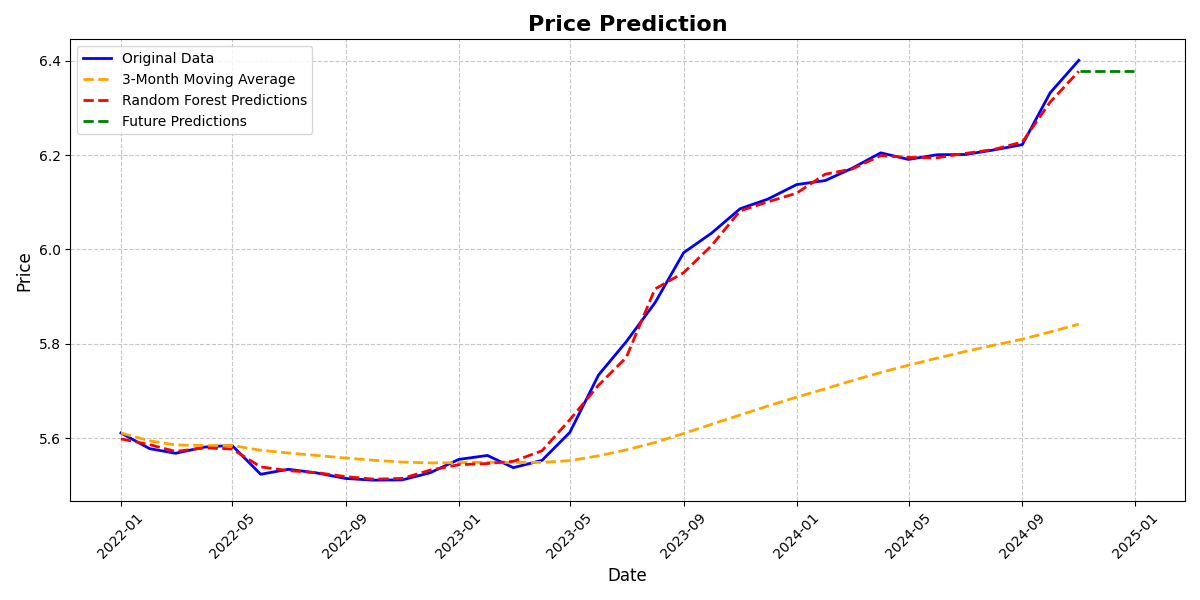 Price Prediction
Original Data
3-Month Moving Average
Random Forest Predictions
Future Predictions
6.4
6.2
6.0
5.8
5.6
Price
2022-01
2022-05
2022-09
2023-01
2023-05
2023-09
2024-01
2024-05
2024-09
2025-01
Date